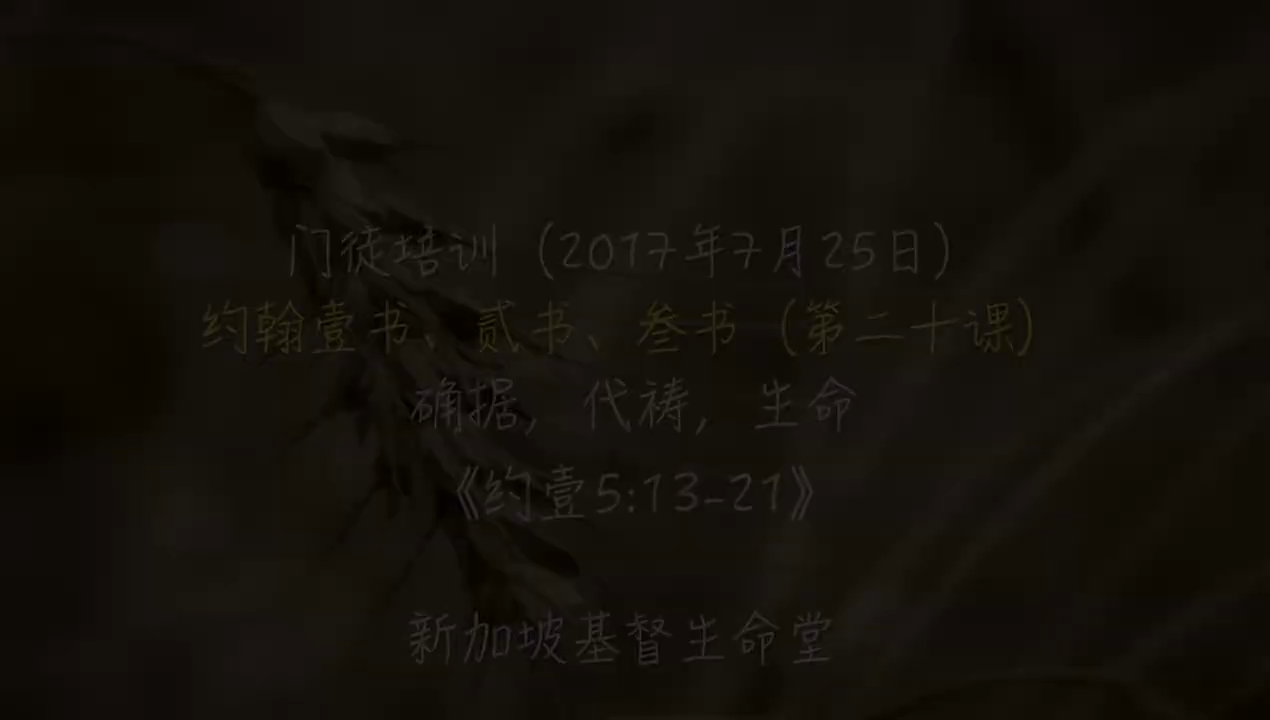 门徒培训（2017年7月25日）
约翰壹书、贰书、叁书（第二十课）
确据，代祷，生命
《约壹5:13-21》
新加坡基督生命堂